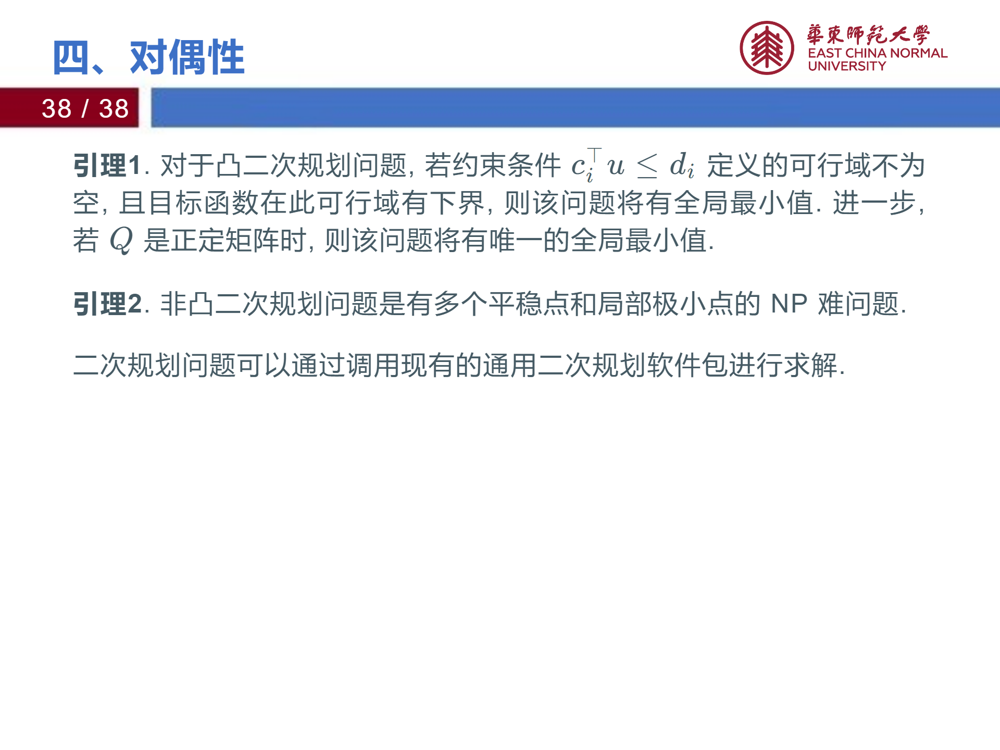 四、对偶性
華東師範大學
EAST CHINA NORMAL
UNIVERSITY
38 / 38
引理1. 对于凸二次规划问题, 若约束条件 $c_i^\top u \leq d_i$ 定义的可行域不为
空, 且目标函数在此可行域有下界, 则该问题将有全局最小值. 进一步,
若 $Q$ 是正定矩阵时, 则该问题将有唯一的全局最小值.
引理2. 非凸二次规划问题是有多个平稳点和局部极小点的 NP 难问题.
二次规划问题可以通过调用现有的通用二次规划软件包进行求解.